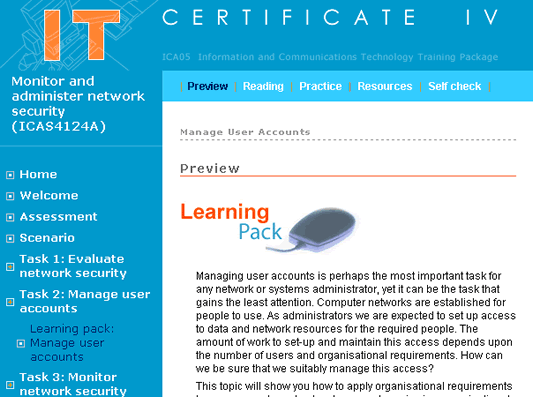 IT
CERTIFICATE IV
ICA05 Information and Communications Technology Training Package
Monitor and
administer network
security
(ICAS4124A)
Preview | Reading | Practice | Resources | Self check |
Home
Welcome
Assessment
Scenario
Task 1: Evaluate
network security
Task 2: Manage user
accounts
Learning pack:
Manage user
accounts
Task 3: Monitor
network security
Manage User Accounts
Preview
Learning
Pack
Managing user accounts is perhaps the most important task for
any network or systems administrator, yet it can be the task that
gains the least attention. Computer networks are established for
people to use. As administrators we are expected to set up access
to data and network resources for the required people. The
amount of work to set-up and maintain this access depends upon
the number of users and organisational requirements. How can
we be sure that we suitably manage this access?
This topic will show you how to apply organisational requirements